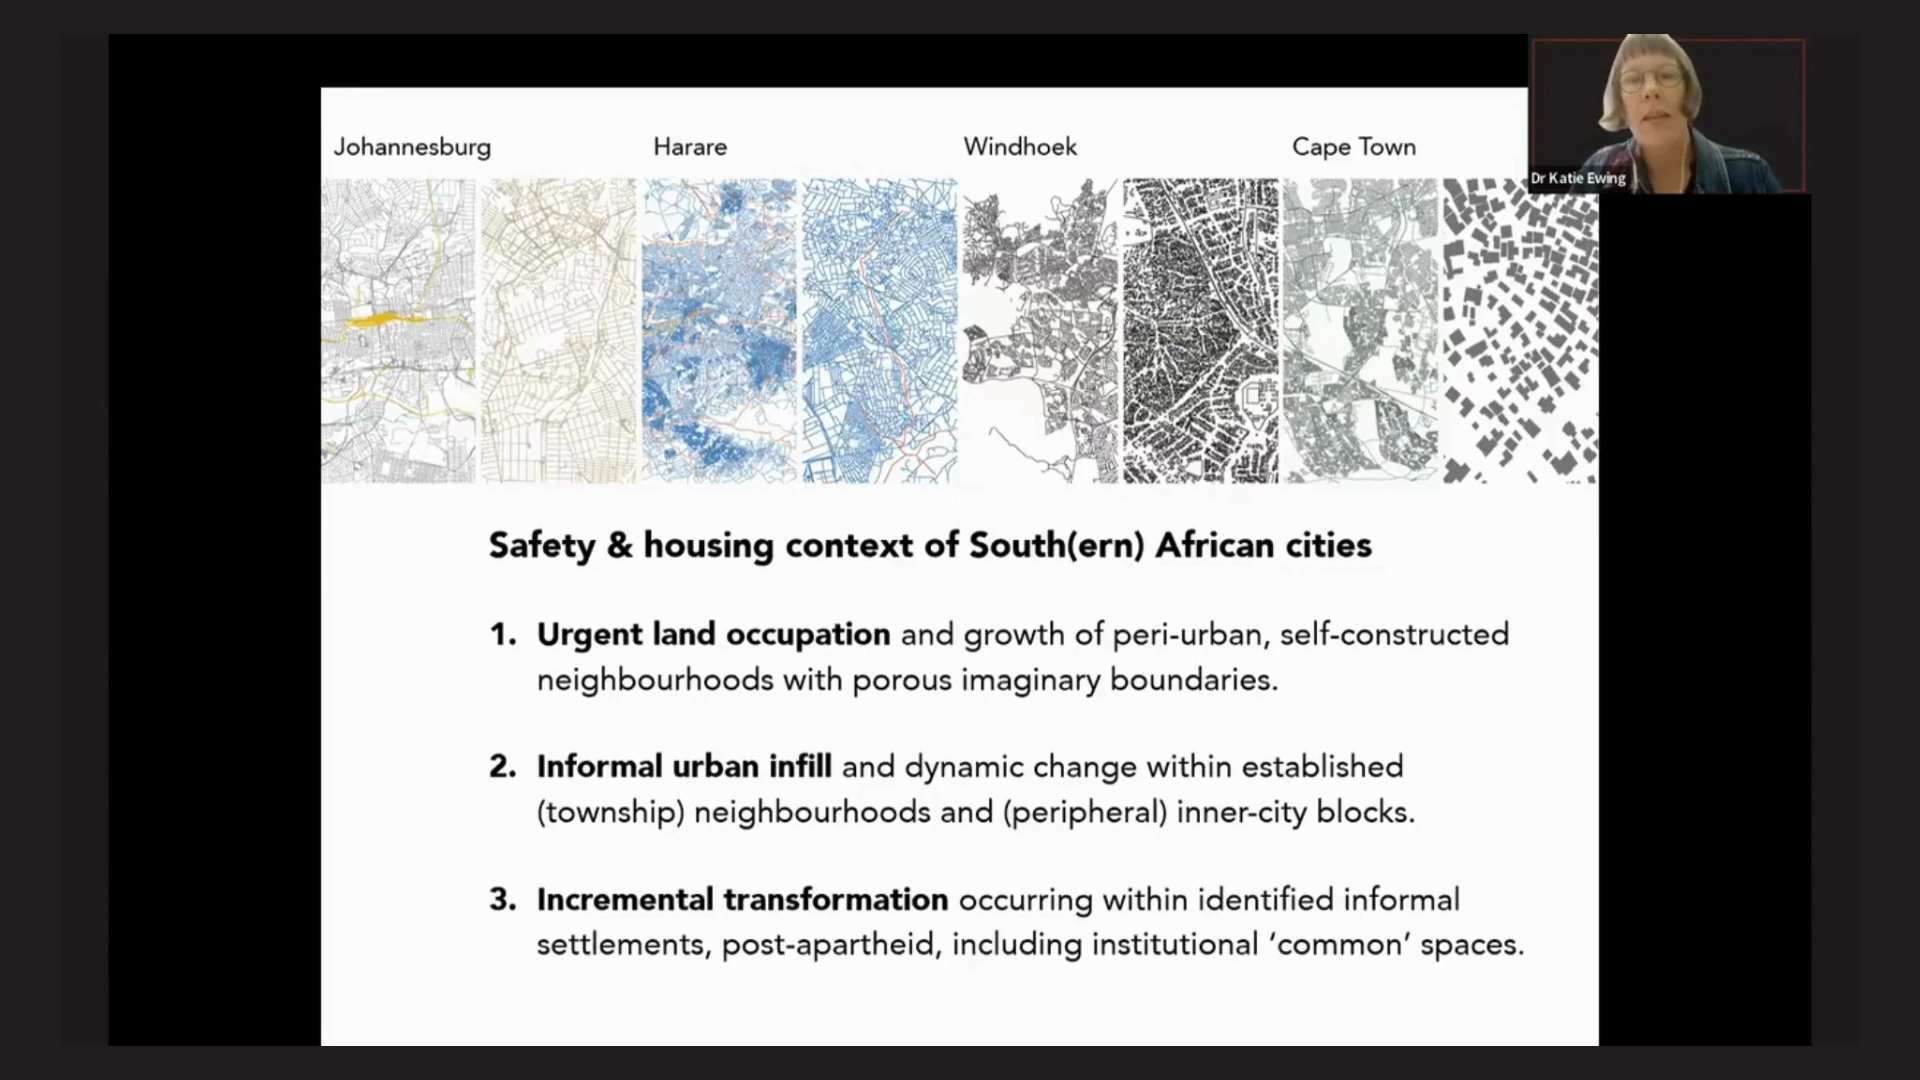 Johannesburg
Harare
Windhoek
Cape Town
Dr Katie Ewing
Safety & housing context of South(ern) African cities
1. Urgent land occupation and growth of peri-urban, self-constructed
neighbourhoods with porous imaginary boundaries.
2. Informal urban infill and dynamic change within established
(township) neighbourhoods and (peripheral) inner-city blocks.
3. Incremental transformation occurring within identified informal
settlements, post-apartheid, including institutional ‘common’ spaces.